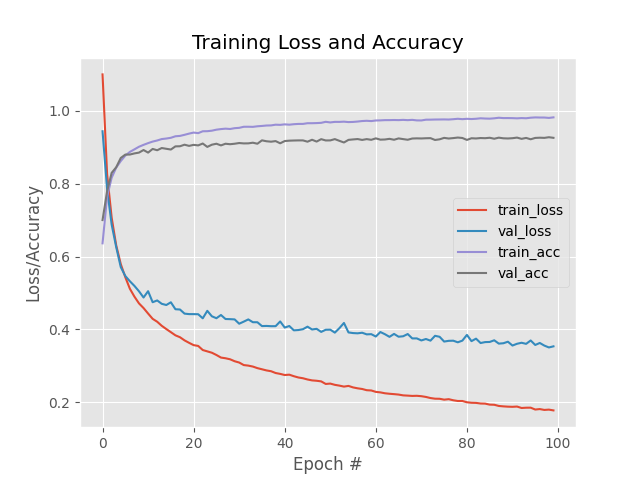 Training Loss and Accuracy
Loss/Accuracy
1.0
0.8
0.6
0.4
0.2
train_loss
val_loss
train_acc
val_acc
0 20 40 60 80 100
Epoch #